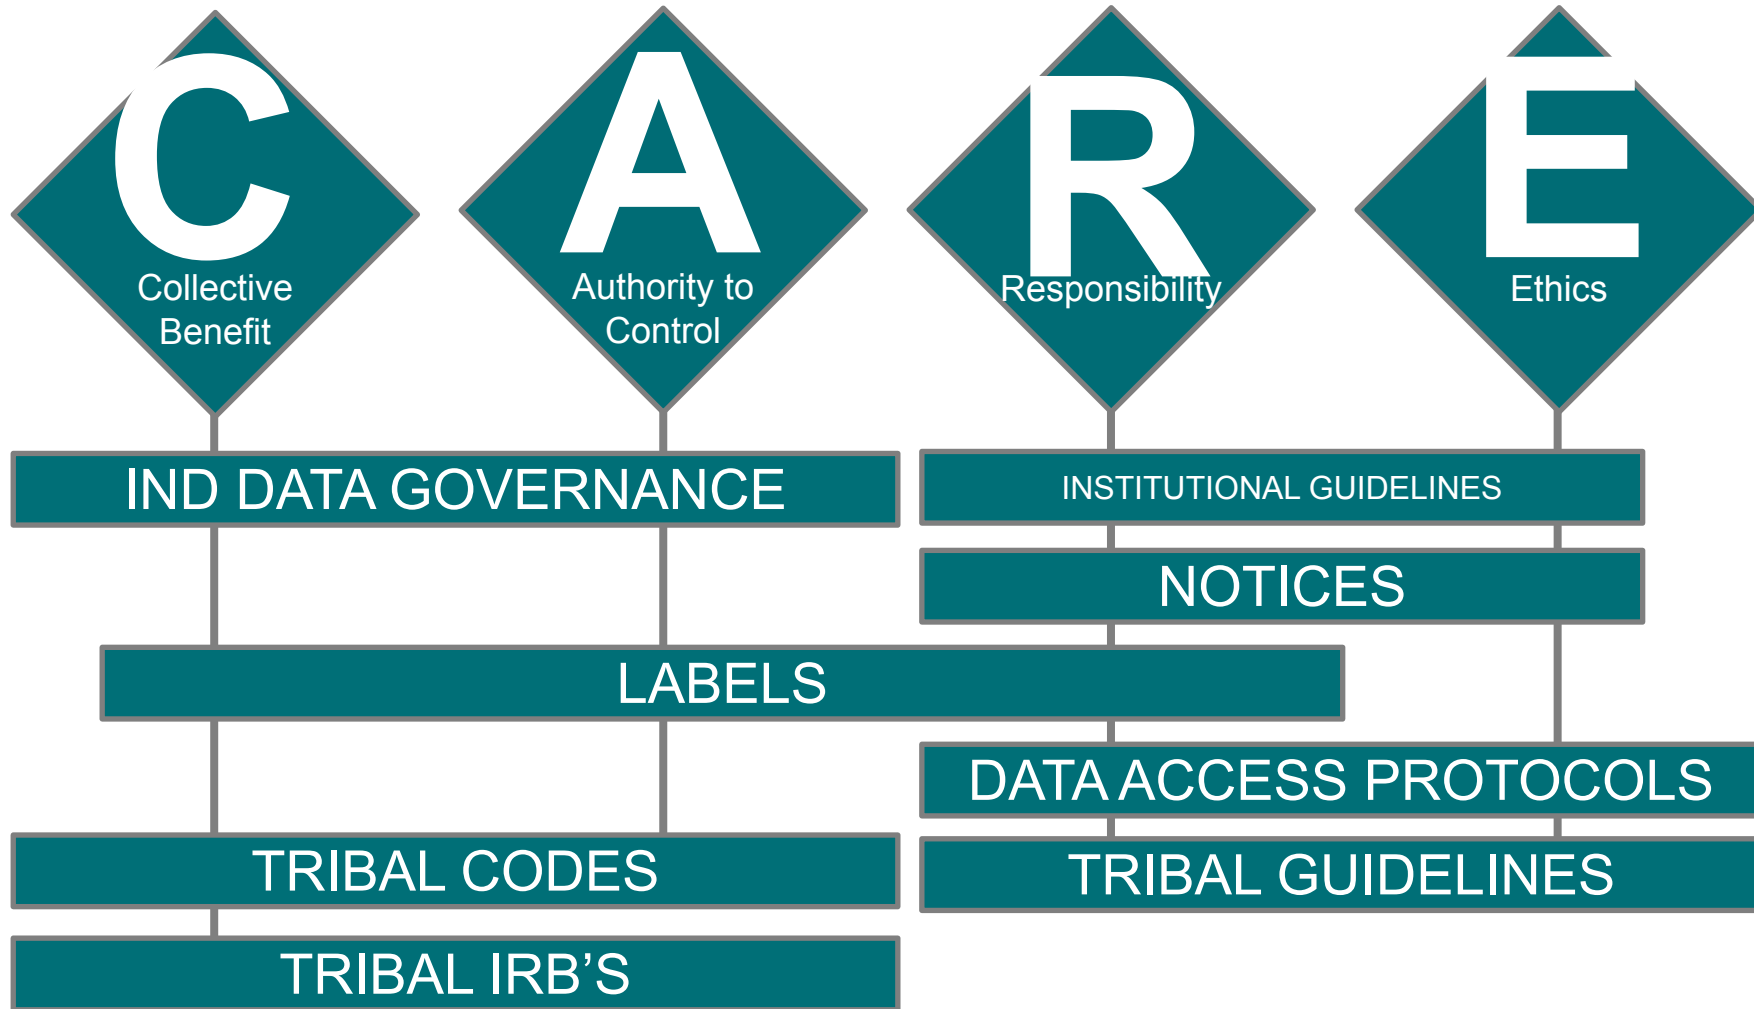 C
Collective
Benefit
A
Authority to
Control
R
Responsibility
E
Ethics
IND DATA GOVERNANCE
INSTITUTIONAL GUIDELINES
NOTICES
LABELS
DATA ACCESS PROTOCOLS
TRIBAL CODES
TRIBAL GUIDELINES
TRIBAL IRB’S